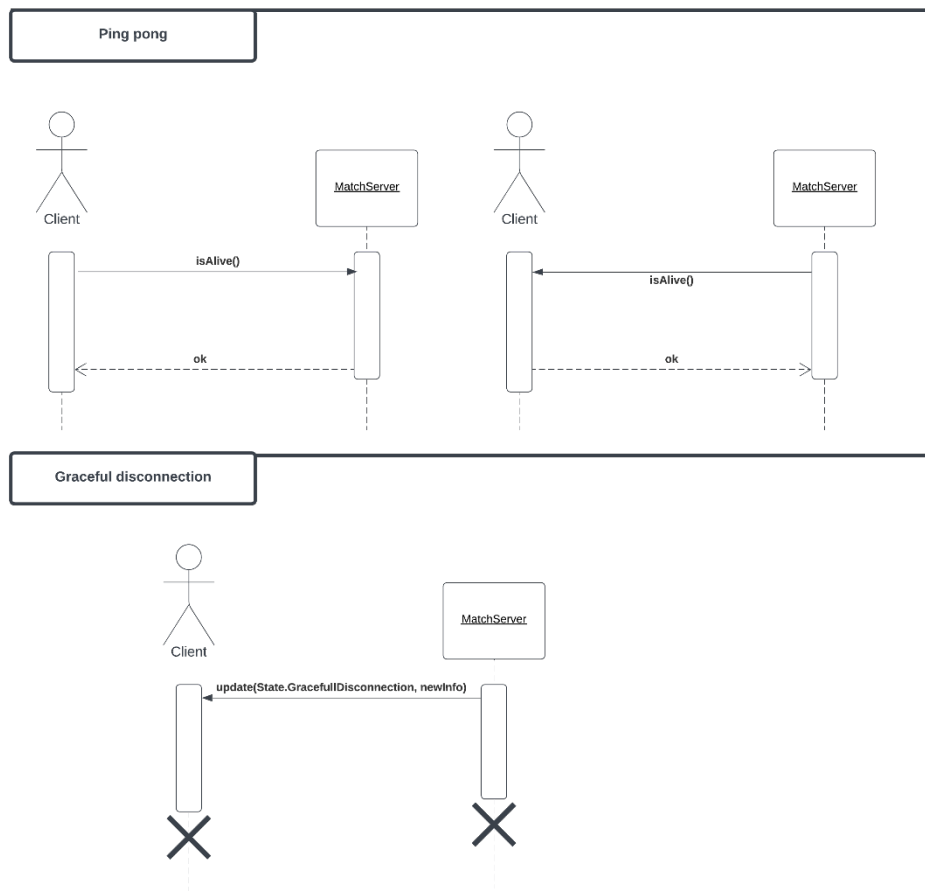 Ping pong
MatchServer
MatchServer
Client
Client
isAlive()
isAlive()
ok
ok
Graceful disconnection
MatchServer
Client
update(State.GracefullDisconnection, newInfo)